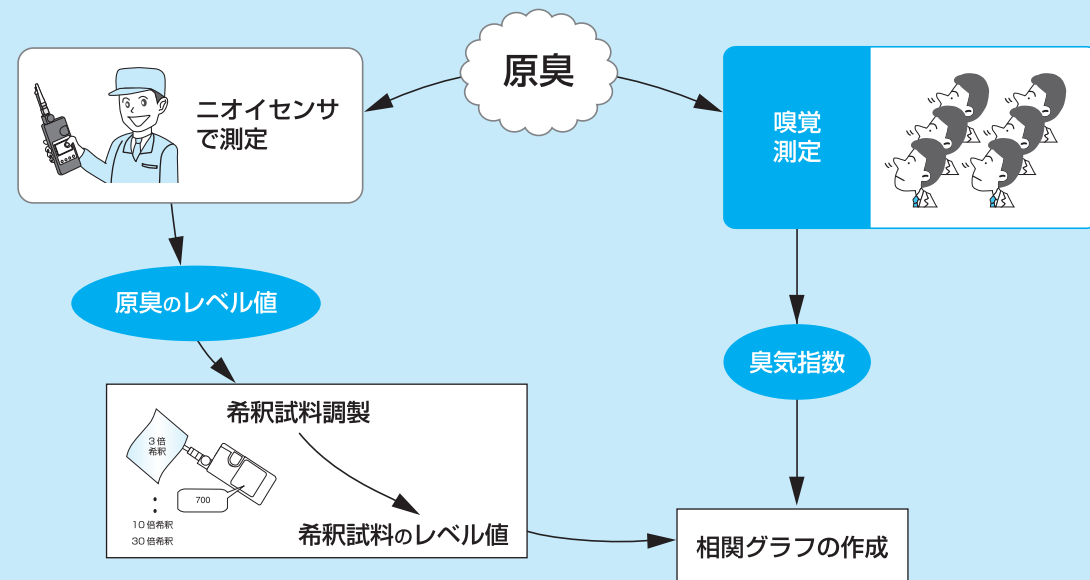 原臭
ニオイセンサ
で測定
嗅覚
測定
原臭のレベル値
臭気指数
希釈試料調製
3倍
希釈
700
10倍希釈
30倍希釈
希釈試料のレベル値
相関グラフの作成